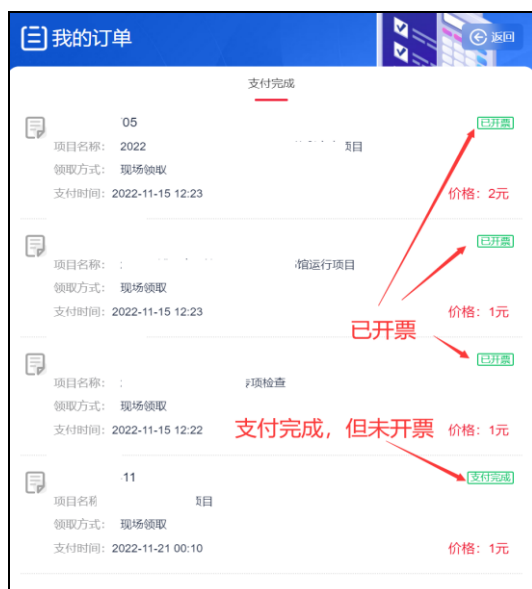 我的订单
返回
支付完成
05
已开票
项目名称: 2022 项目
领取方式: 现场领取
支付时间: 2022-11-15 12:23
价格: 2元
已开票
项目名称: 馆运行项目
领取方式: 现场领取
支付时间: 2022-11-15 12:23
价格: 1元
已开票
已开票
项目名称: 项检查
领取方式: 现场领取
支付时间: 2022-11-15 12:22
价格: 1元
支付完成，但未开票
11
支付完成
项目名称 项目
领取方式: 现场领取
支付时间: 2022-11-21 00:10
价格: 1元